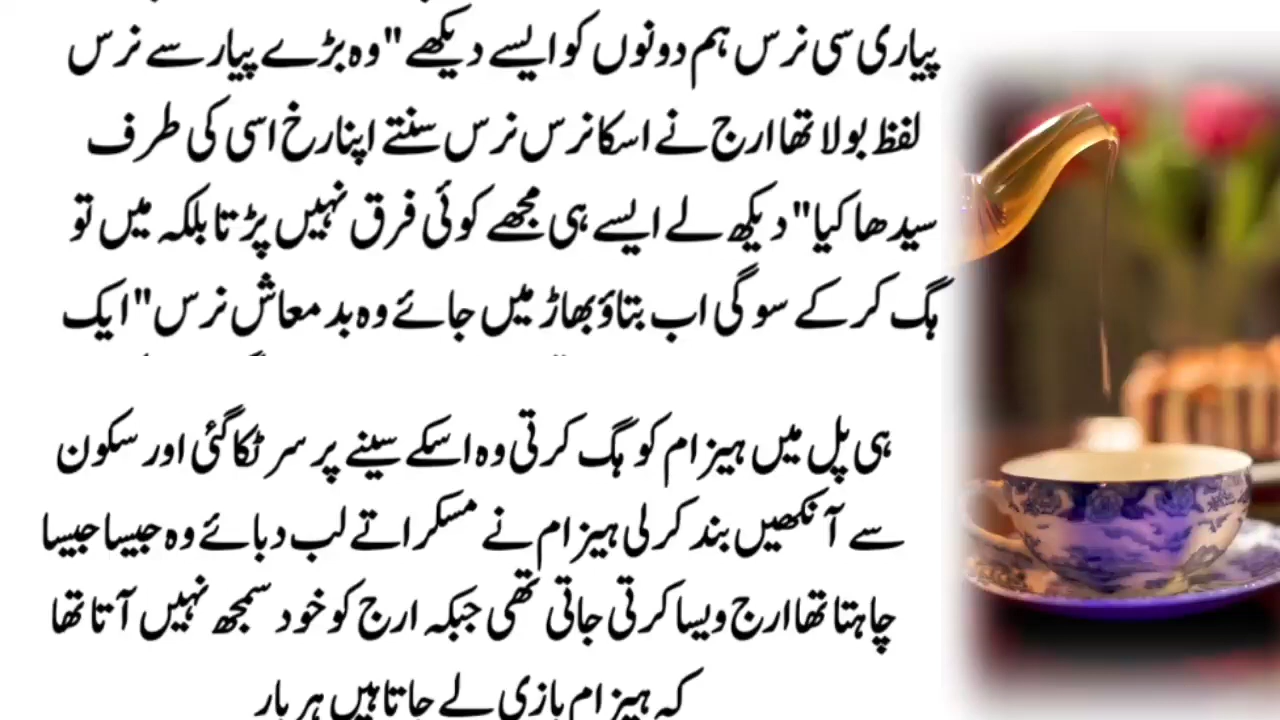 پیاری سی نرس ہم دونوں کو ایسے دیکھے "وہ بڑے پیار سے نرس
لفظ بولا تھا ارج نے اسکا نرس نرس سنتے اپنا رخ اسی کی طرف
سیدھا کیا" دیکھ لے ایسے ہی مجھے کوئی فرق نہیں پڑتا بلکہ میں تو
ہگ کر کے سو گی اب بتاؤ بھاڑ میں جائے وہ بد معاش نرس "ایک
ہی پل میں ہیزام کو ہگ کرتی وہ اسکے سینے پر سر ٹکا گئی اور سکون
سے آنکھیں بند کر لی ہیزام نے مسکراتے لب دبائے وہ جیسا جیسا
چاہتا تھا ارج ویسا کرتی جاتی تھی جبکہ ارج کو خود سمجھ نہیں آتا تھا
کہ ہیزام بازی لے جاتا ہیں ہر بار